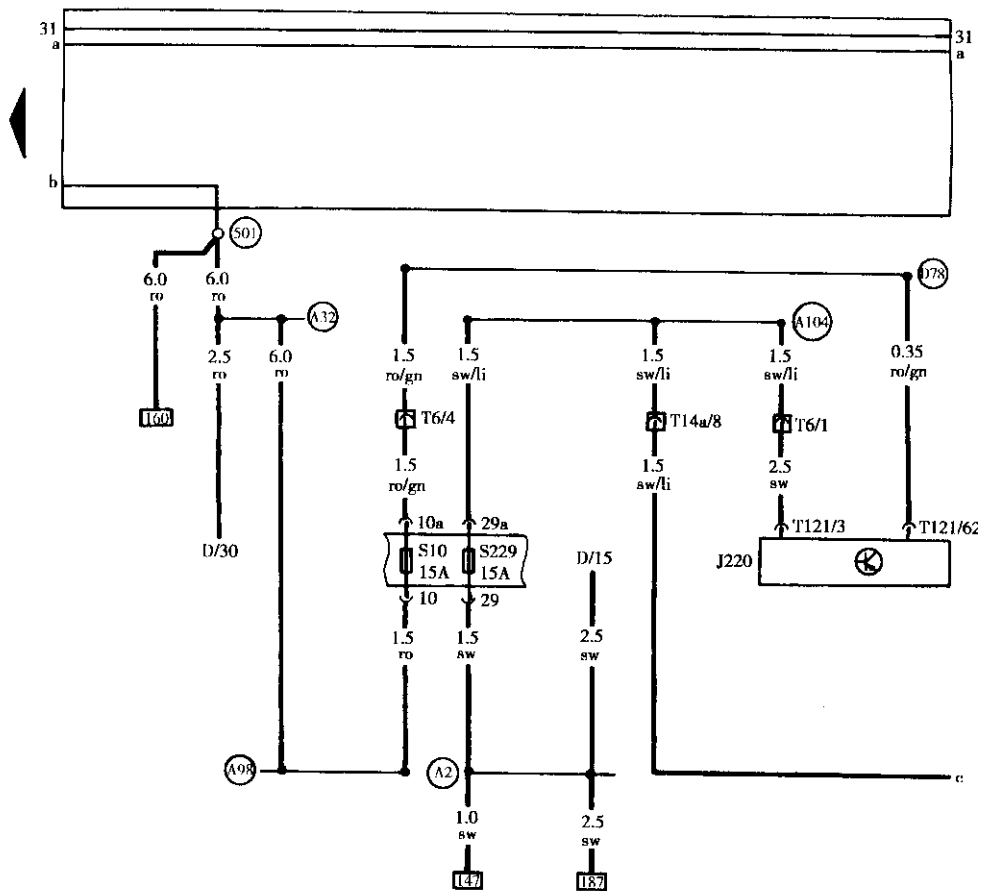 31
31
a
a
b
501
6.0
ro
6.0
ro
D78
A32
A104
2.5
ro
6.0
ro
1.5
ro/gn
1.5
sw/li
1.5
sw/li
1.5
sw/li
0.35
ro/gn
160
T6/4
T14a/8
T6/1
1.5
ro/gn
1.5
sw/li
2.5
sw
D/30
10a
29a
T121/3
T121/62
S10
15A
S229
15A
D/15
J220
10
29
1.5
ro
1.5
sw
2.5
sw
A98
A2
c
1.0
sw
2.5
sw
147
187